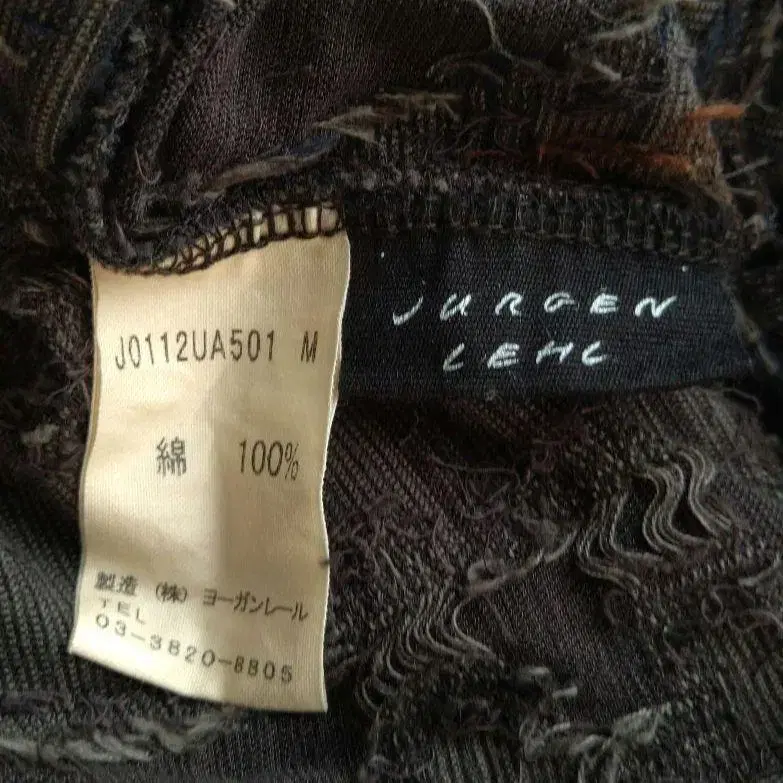 J0112UA501 M
綿 100%
製造 (株) ヨーガンレール
TEL
03-3820-8805
JURGEN
LEHL